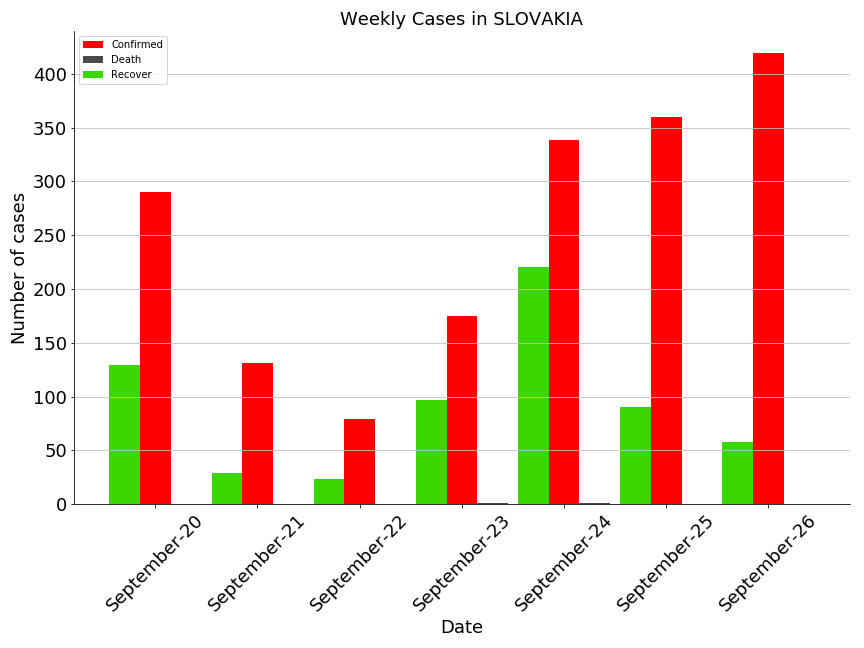 Weekly Cases in SLOVAKIA
Confirmed
Death
Recover
Number of cases
400
350
300
250
200
150
100
50
0
September-20
September-21
September-22
September-23
September-24
September-25
September-26
Date